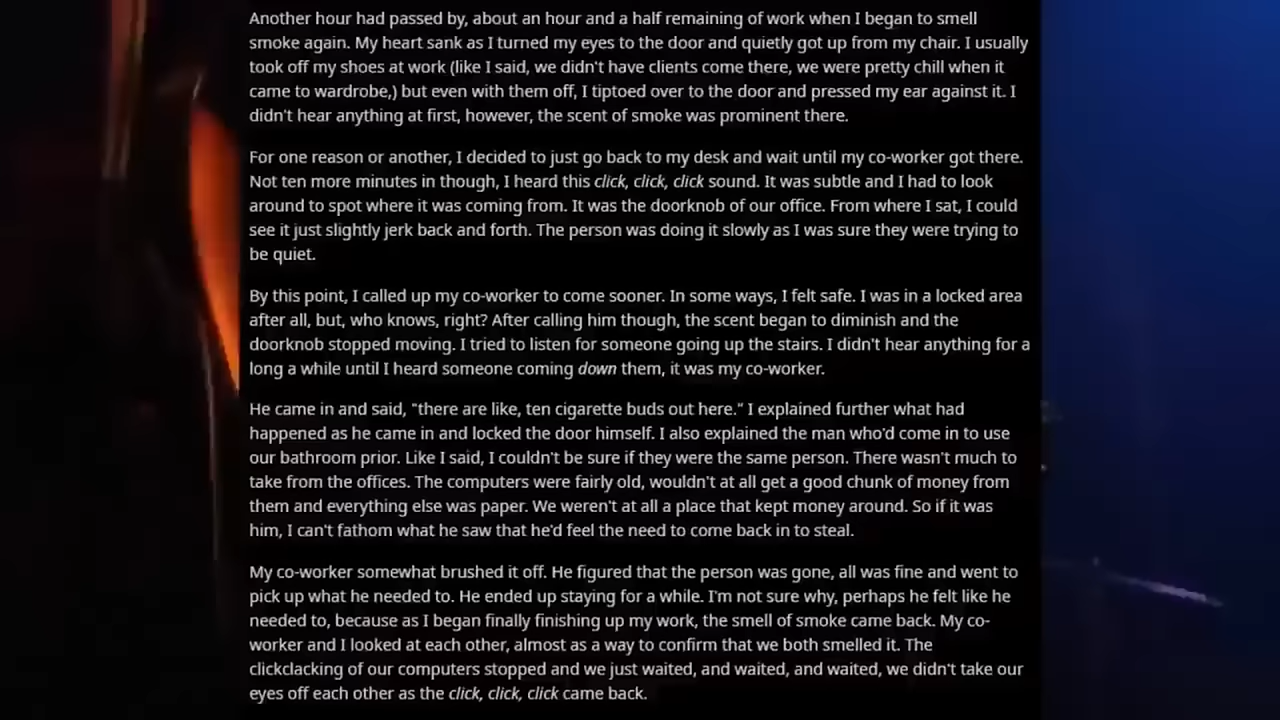 Another hour had passed by, about an hour and a half remaining of work when I began to smell
smoke again. My heart sank as I turned my eyes to the door and quietly got up from my chair. I usually
took off my shoes at work (like I said, we didn't have clients come there, we were pretty chill when it
came to wardrobe,) but even with them off, I tiptoed over to the door and pressed my ear against it. I
didn't hear anything at first, however, the scent of smoke was prominent there.
For one reason or another, I decided to just go back to my desk and wait until my co-worker got there.
Not ten more minutes in though, I heard this click, click, click sound. It was subtle and I had to look
around to spot where it was coming from. It was the doorknob of our office. From where I sat, I could
see it just slightly jerk back and forth. The person was doing it slowly as I was sure they were trying to
be quiet.
By this point, I called up my co-worker to come sooner. In some ways, I felt safe. I was in a locked area
after all, but, who knows, right? After calling him though, the scent began to diminish and the
doorknob stopped moving. I tried to listen for someone going up the stairs. I didn't hear anything for a
long a while until I heard someone coming down them, it was my co-worker.
He came in and said, "there are like, ten cigarette buds out here." I explained further what had
happened as he came in and locked the door himself. I also explained the man who'd come in to use
our bathroom prior. Like I said, I couldn't be sure if they were the same person. There wasn't much to
take from the offices. The computers were fairly old, wouldn't at all get a good chunk of money from
them and everything else was paper. We weren't at all a place that kept money around. So if it was
him, I can't fathom what he saw that he'd feel the need to come back in to steal.
My co-worker somewhat brushed it off. He figured that the person was gone, all was fine and went to
pick up what he needed to. He ended up staying for a while. I'm not sure why, perhaps he felt like he
needed to, because as I began finally finishing up my work, the smell of smoke came back. My co-
worker and I looked at each other, almost as a way to confirm that we both smelled it. The
clickclacking of our computers stopped and we just waited, and waited, and waited, we didn't take our
eyes off each other as the click, click, click came back.